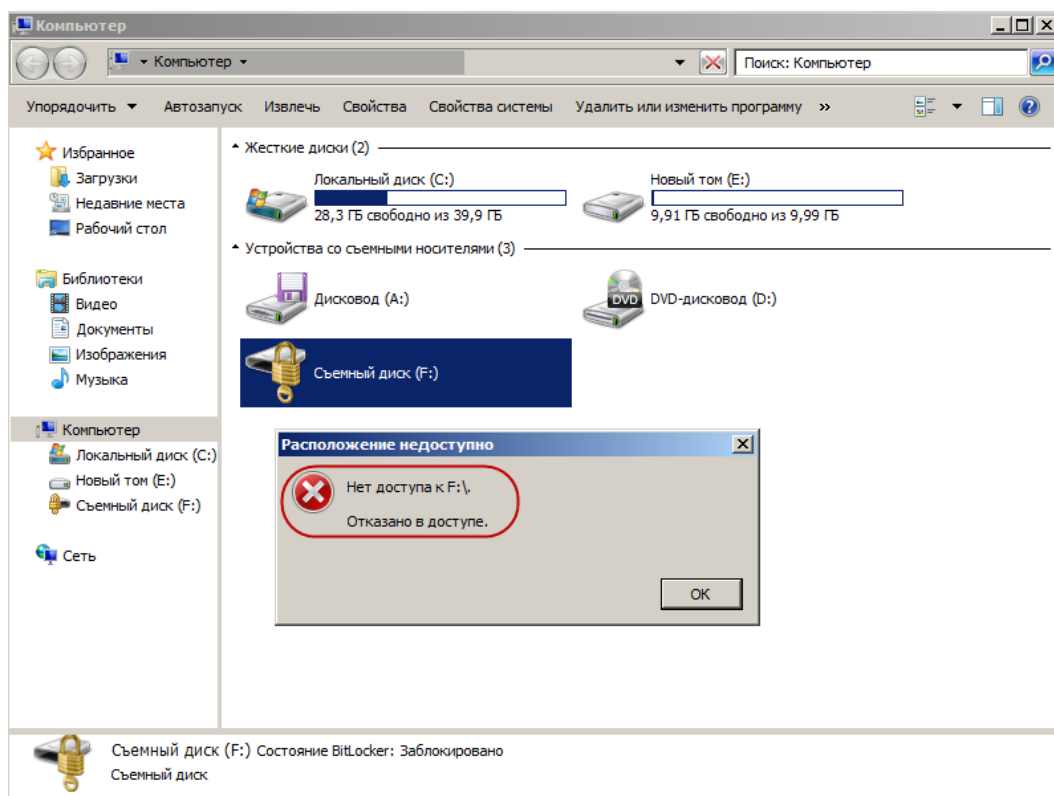 Компьютер
Компьютер
Поиск: Компьютер
Упорядочить Автозапуск Извлечь Свойства Свойства системы Удалить или изменить программу »
Избранное
Загрузки
Недавние места
Рабочий стол
Библиотеки
Видео
Документы
Изображения
Музыка
Компьютер
Локальный диск (C:)
Новый том (E:)
Съемный диск (F:)
Сеть
Жесткие диски (2)
Локальный диск (C:)
28,3 ГБ свободно из 39,9 ГБ
Новый том (E:)
9,91 ГБ свободно из 9,99 ГБ
Устройства со съемными носителями (3)
Дисковод (A:)
DVD
DVD-дисковод (D:)
Съемный диск (F:)
Расположение недоступно
Нет доступа к F:\.
Отказано в доступе.
ОК
Съемный диск (F:) Состояние BitLocker: Заблокировано
Съемный диск